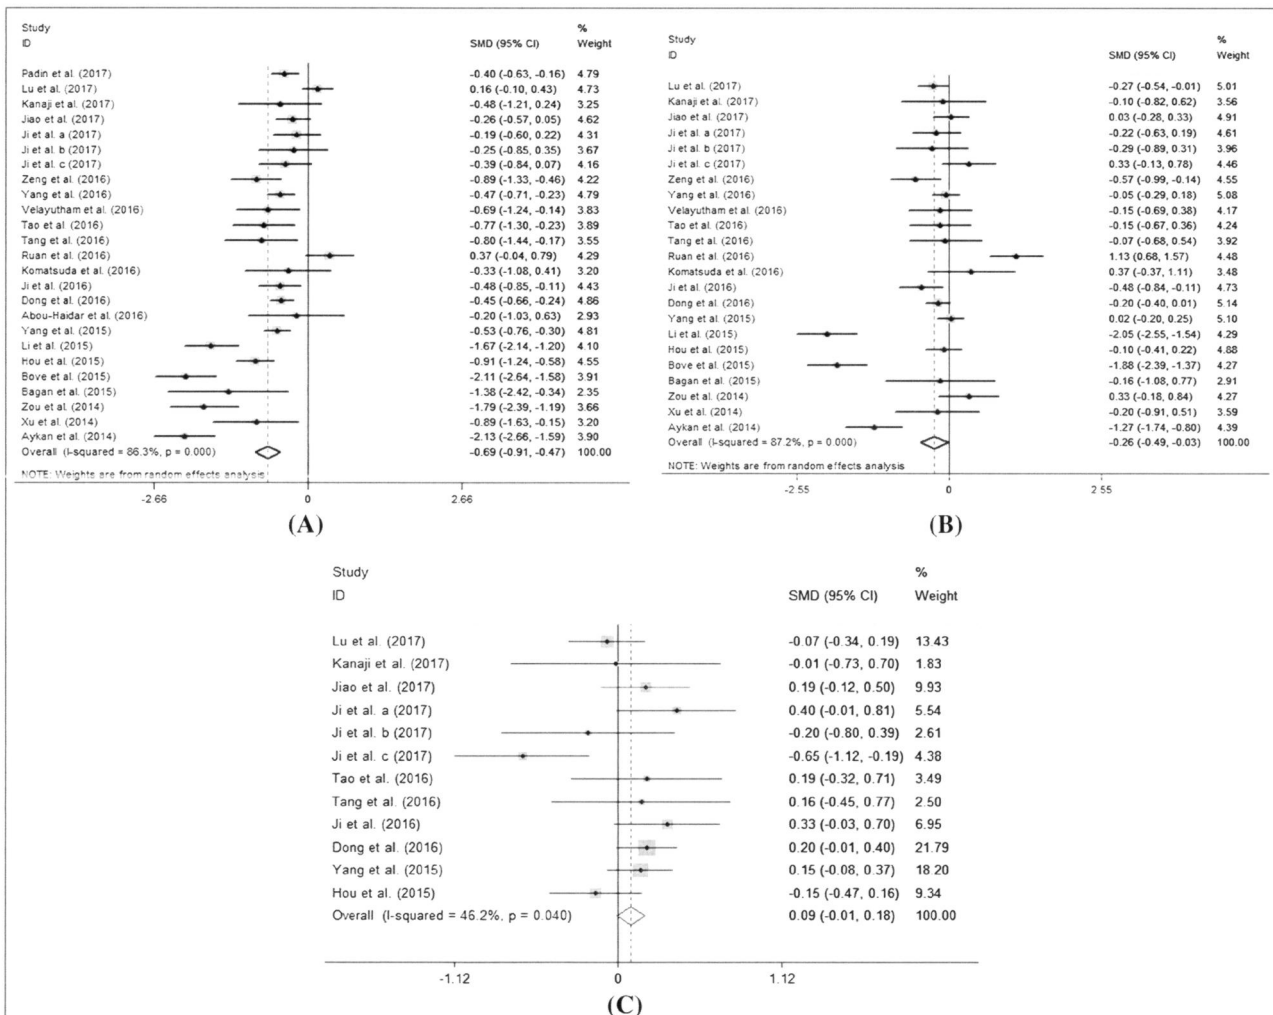 Study %
ID SMD (95% CI) Weight
Padin et al. (2017) -0.40 (-0.63, -0.16) 4.79
Lu et al. (2017) 0.16 (-0.10, 0.43) 4.73
Kanaji et al. (2017) -0.48 (-1.21, 0.24) 3.25
Jiao et al. (2017) -0.26 (-0.57, 0.05) 4.62
Ji et al. a (2017) -0.19 (-0.60, 0.22) 4.31
Ji et al. b (2017) -0.25 (-0.85, 0.35) 3.67
Ji et al. c (2017) -0.39 (-0.84, 0.07) 4.16
Zeng et al. (2016) -0.89 (-1.33, -0.46) 4.22
Yang et al. (2016) -0.47 (-0.71, -0.23) 4.79
Velayutham et al. (2016) -0.69 (-1.24, -0.14) 3.83
Tao et al. (2016) -0.77 (-1.30, -0.23) 3.89
Tang et al. (2016) -0.80 (-1.44, -0.17) 3.55
Ruan et al. (2016) 0.37 (-0.04, 0.79) 4.29
Komatsuda et al. (2016) -0.33 (-1.08, 0.41) 3.20
Ji et al. (2016) -0.48 (-0.85, -0.11) 4.43
Dong et al. (2016) -0.45 (-0.66, -0.24) 4.86
Abou-Haidar et al. (2016) -0.20 (-1.03, 0.63) 2.93
Yang et al. (2015) -0.53 (-0.76, -0.30) 4.81
Li et al. (2015) -1.67 (-2.14, -1.20) 4.10
Hou et al. (2015) -0.91 (-1.24, -0.58) 4.55
Bove et al. (2015) -2.11 (-2.64, -1.58) 3.91
Bagan et al. (2015) -1.38 (-2.42, -0.34) 2.35
Zou et al. (2014) -1.79 (-2.39, -1.19) 3.66
Xu et al. (2014) -0.89 (-1.63, -0.15) 3.20
Aykan et al. (2014) -2.13 (-2.66, -1.59) 3.90
Overall (I-squared = 86.3%, p = 0.000) -0.69 (-0.91, -0.47) 100.00
NOTE: Weights are from random effects analysis
-2.66 0 2.66
(A)
Study %
ID SMD (95% CI) Weight
Lu et al. (2017) -0.27 (-0.54, -0.01) 5.01
Kanaji et al. (2017) -0.10 (-0.82, 0.62) 3.56
Jiao et al. (2017) 0.03 (-0.28, 0.33) 4.91
Ji et al. a (2017) -0.22 (-0.63, 0.19) 4.61
Ji et al. b (2017) -0.29 (-0.89, 0.31) 3.96
Ji et al. c (2017) 0.33 (-0.13, 0.78) 4.46
Zeng et al. (2016) -0.57 (-0.99, -0.14) 4.55
Yang et al. (2016) -0.05 (-0.29, 0.18) 5.08
Velayutham et al. (2016) -0.15 (-0.69, 0.38) 4.17
Tao et al. (2016) -0.15 (-0.67, 0.36) 4.24
Tang et al. (2016) -0.07 (-0.68, 0.54) 3.92
Ruan et al. (2016) 1.13 (0.68, 1.57) 4.48
Komatsuda et al. (2016) 0.37 (-0.37, 1.11) 3.48
Ji et al. (2016) -0.48 (-0.84, -0.11) 4.73
Dong et al. (2016) -0.20 (-0.40, 0.01) 5.14
Yang et al. (2015) 0.02 (-0.20, 0.25) 5.10
Li et al. (2015) -2.05 (-2.55, -1.54) 4.29
Hou et al. (2015) -0.10 (-0.41, 0.22) 4.88
Bove et al. (2015) -1.88 (-2.39, -1.37) 4.27
Bagan et al. (2015) -0.16 (-1.08, 0.77) 2.91
Zou et al. (2014) 0.33 (-0.18, 0.84) 4.27
Xu et al. (2014) -0.20 (-0.91, 0.51) 3.59
Aykan et al. (2014) -1.27 (-1.74, -0.80) 4.39
Overall (I-squared = 87.2%, p = 0.000) -0.26 (-0.49, -0.03) 100.00
NOTE: Weights are from random effects analysis
-2.55 0 2.55
(B)
Study %
ID SMD (95% CI) Weight
Lu et al. (2017) -0.07 (-0.34, 0.19) 13.43
Kanaji et al. (2017) -0.01 (-0.73, 0.70) 1.83
Jiao et al. (2017) 0.19 (-0.12, 0.50) 9.93
Ji et al. a (2017) 0.40 (-0.01, 0.81) 5.54
Ji et al. b (2017) -0.20 (-0.80, 0.39) 2.61
Ji et al. c (2017) -0.65 (-1.12, -0.19) 4.38
Tao et al. (2016) 0.19 (-0.32, 0.71) 3.49
Tang et al. (2016) 0.16 (-0.45, 0.77) 2.50
Ji et al. (2016) 0.33 (-0.03, 0.70) 6.95
Dong et al. (2016) 0.20 (-0.01, 0.40) 21.79
Yang et al. (2015) 0.15 (-0.08, 0.37) 18.20
Hou et al. (2015) -0.15 (-0.47, 0.16) 9.34
Overall (I-squared = 46.2%, p = 0.040) 0.09 (-0.01, 0.18) 100.00
-1.12 0 1.12
(C)